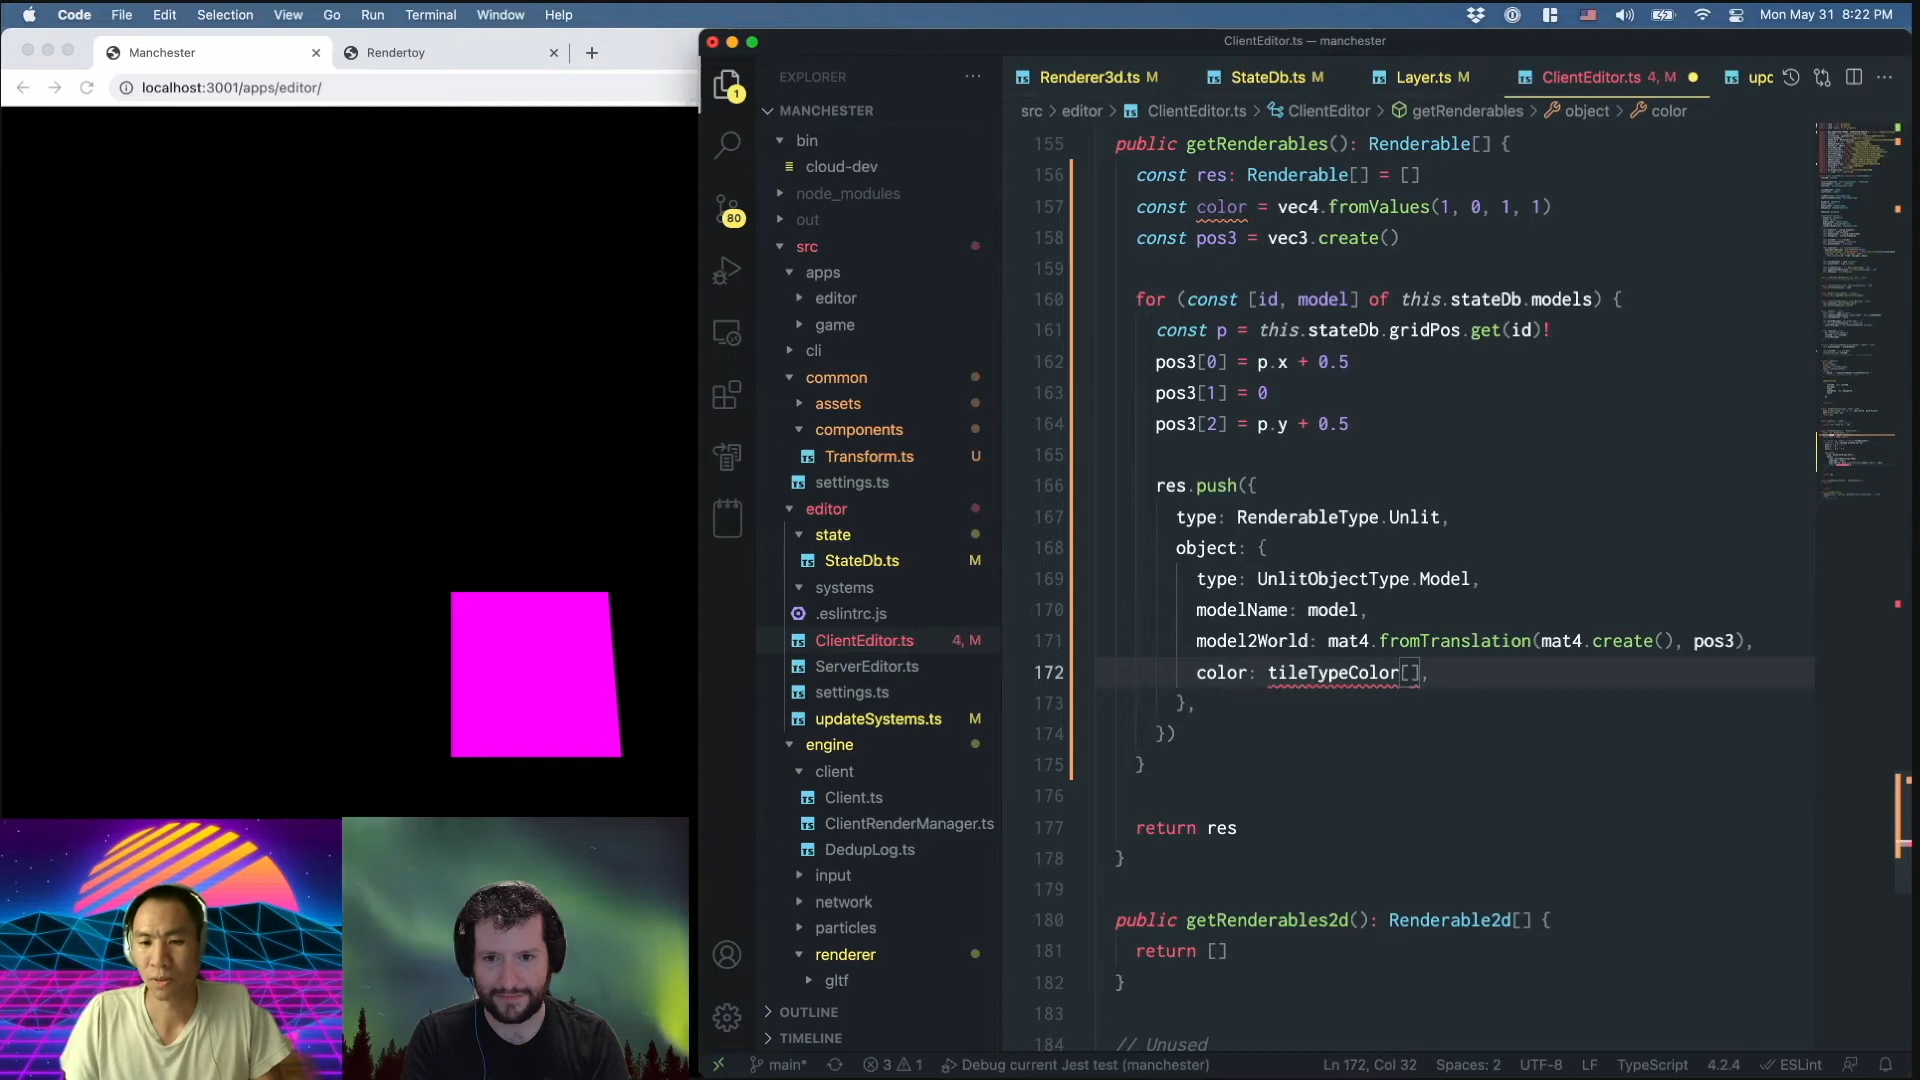 Code File Edit Selection View Go Run Terminal Window Help
Mon May 31 8:22 PM
Manchester
Rendertoy
localhost:3001/apps/editor/
ClientEditor.ts — manchester
EXPLORER
Renderer3d.ts M
StateDb.ts M
Layer.ts M
ClientEditor.ts 4, M
upc
src > editor > ClientEditor.ts > ClientEditor > getRenderables > object > color
1
80
MANCHESTER
bin
cloud-dev
node_modules
out
src
apps
editor
game
cli
common
assets
components
Transform.ts U
settings.ts
editor
state
StateDb.ts M
systems
.eslintrc.js
ClientEditor.ts 4, M
ServerEditor.ts
settings.ts
updateSystems.ts M
engine
client
Client.ts
ClientRenderManager.ts
DedupLog.ts
input
network
particles
renderer
gltf
OUTLINE
TIMELINE
155 public getRenderables(): Renderable[] {
156 const res: Renderable[] = []
157 const color = vec4.fromValues(1, 0, 1, 1)
158 const pos3 = vec3.create()
159
160 for (const [id, model] of this.stateDb.models) {
161 const p = this.stateDb.gridPos.get(id)!
162 pos3[0] = p.x + 0.5
163 pos3[1] = 0
164 pos3[2] = p.y + 0.5
165
166 res.push({
167 type: RenderableType.Unlit,
168 object: {
169 type: UnlitObjectType.Model,
170 modelName: model,
171 model2World: mat4.fromTranslation(mat4.create(), pos3),
172 color: tileTypeColor[],
173 },
174 })
175 }
176
177 return res
178 }
179
180 public getRenderables2d(): Renderable2d[] {
181 return []
182 }
183
184 // Unused
main* 3 1 Debug current Jest test (manchester) Ln 172, Col 32 Spaces: 2 UTF-8 LF TypeScript 4.2.4 ESLint